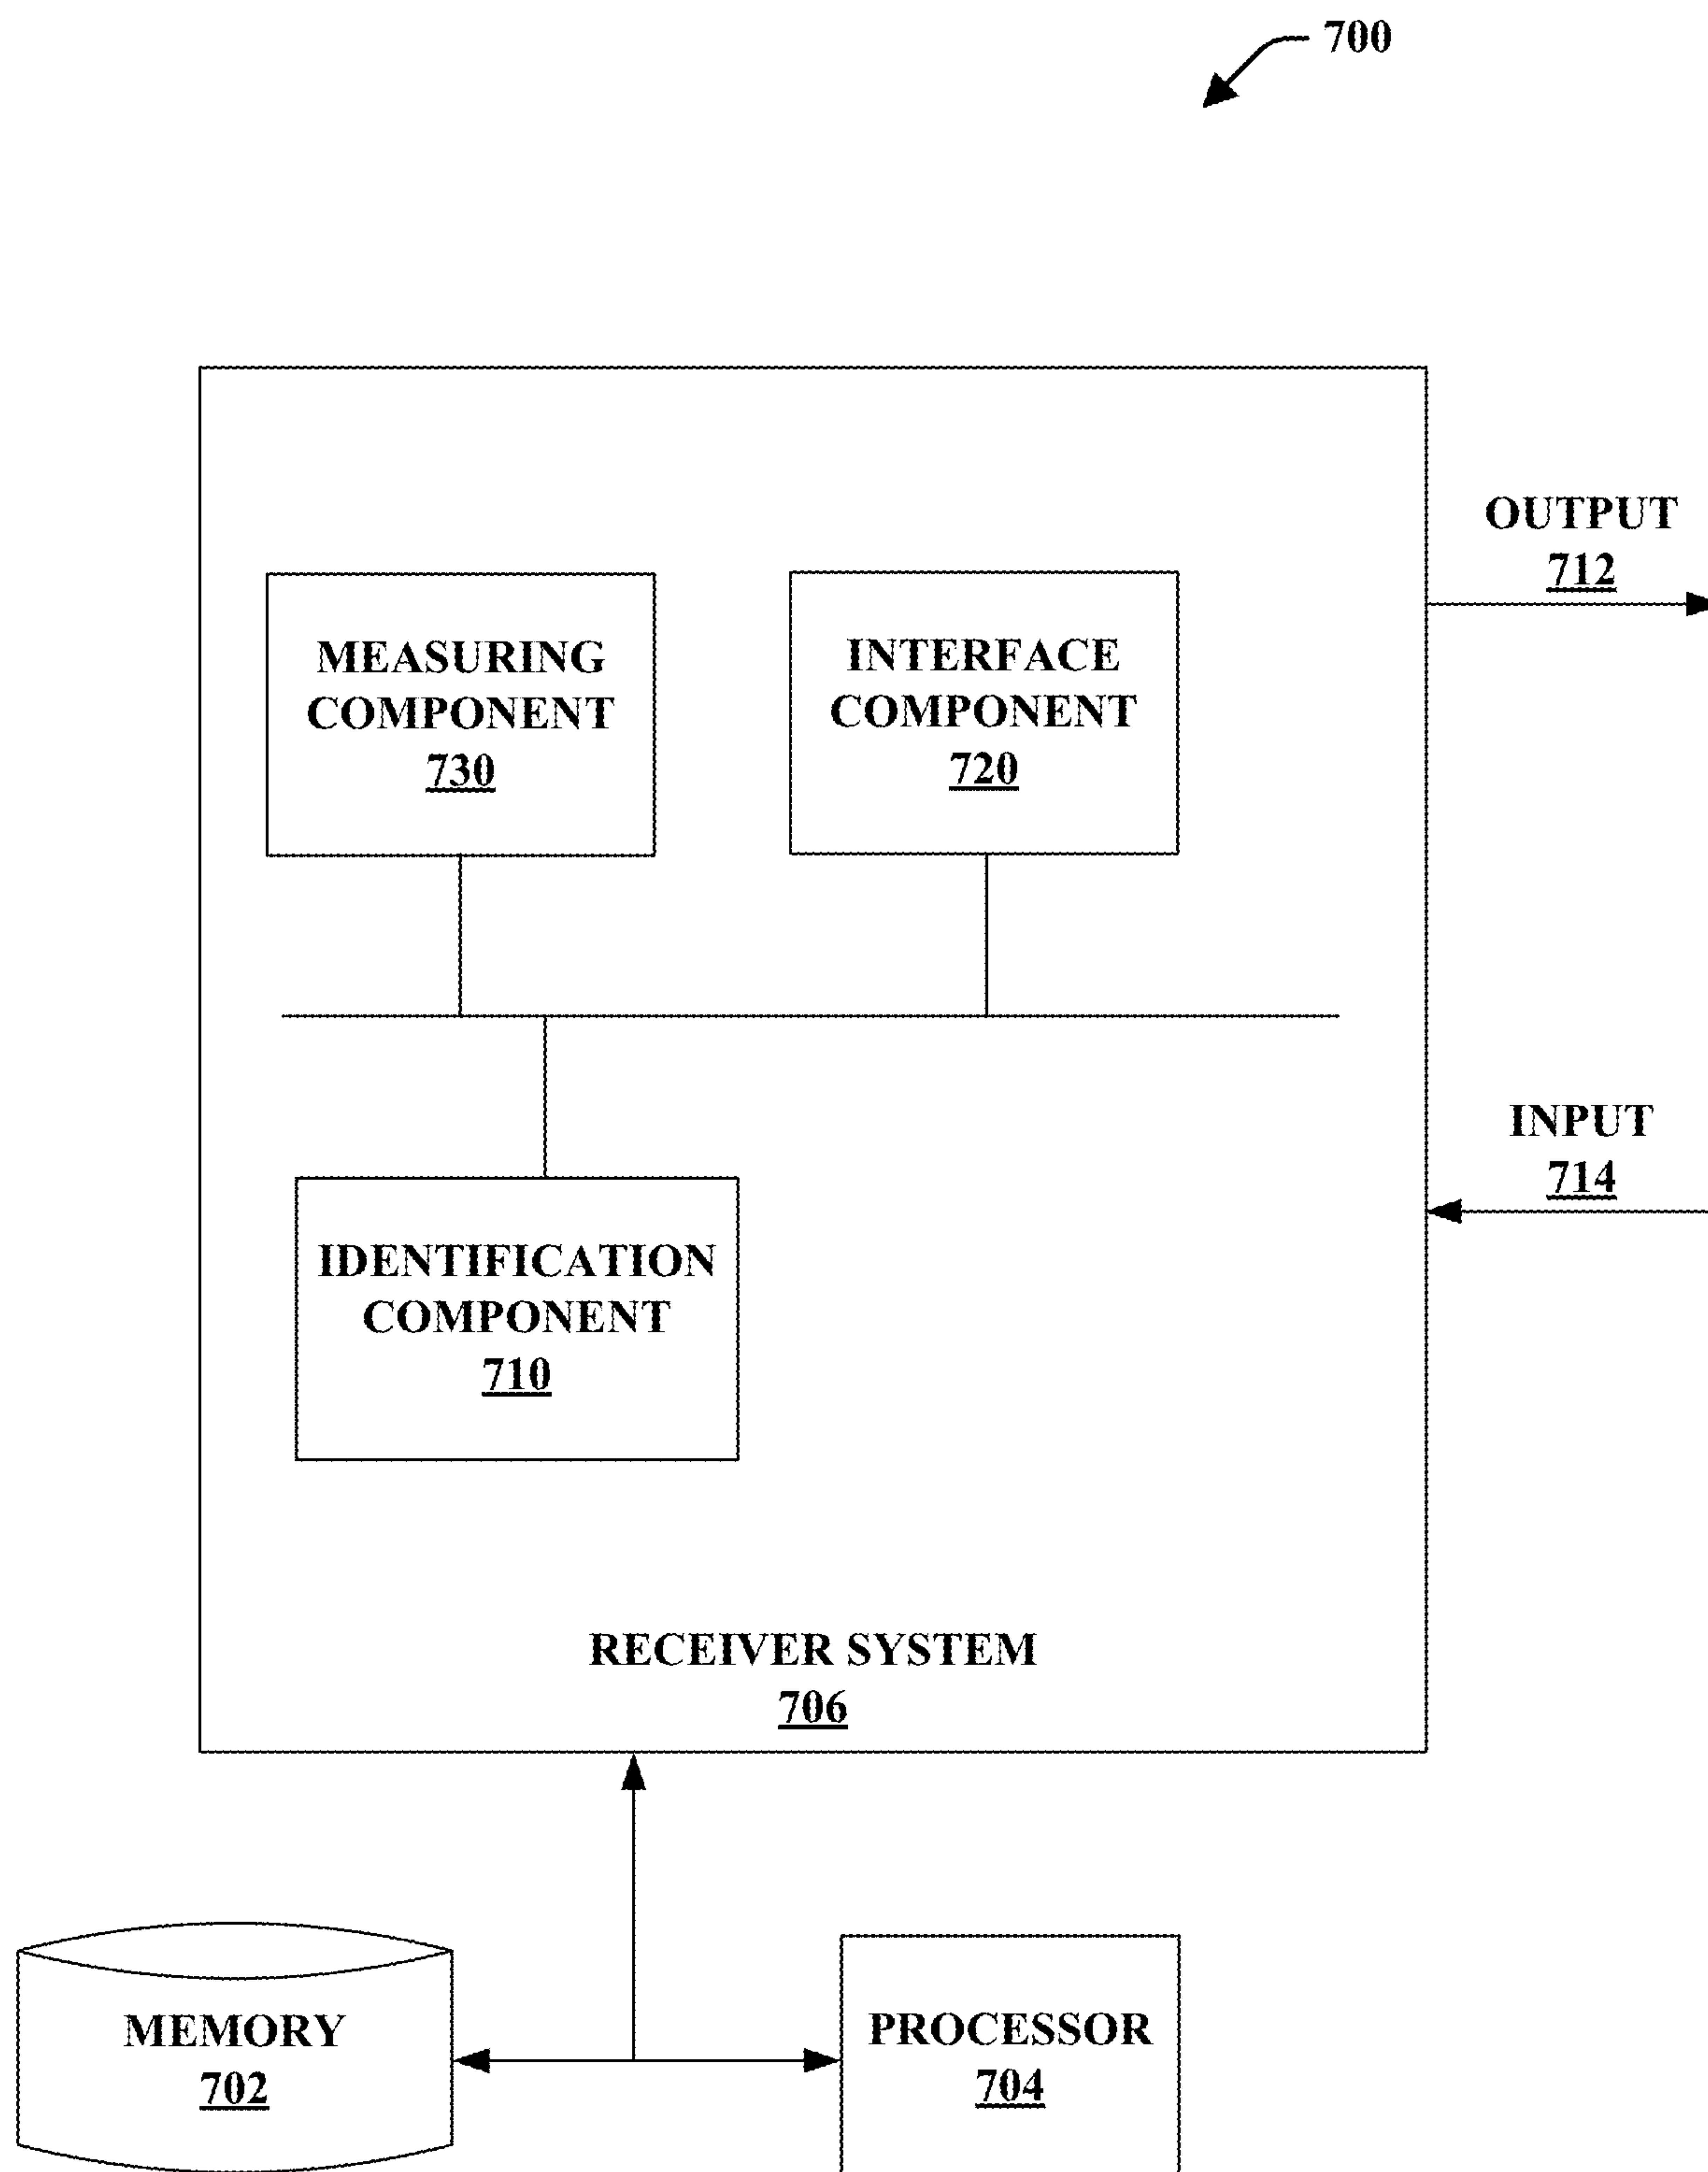 700
OUTPUT
712
MEASURING
COMPONENT
730
INTERFACE
COMPONENT
720
INPUT
714
IDENTIFICATION
COMPONENT
710
RECEIVER SYSTEM
706
MEMORY
702
PROCESSOR
704